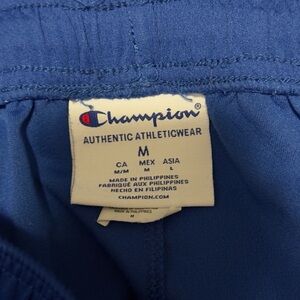 Champion®
AUTHENTIC ATHLETICWEAR
M
CA MEX ASIA
M/M M L
MADE IN PHILIPPINES
FABRIQUE AUX PHILIPPINES
HECHO EN FILIPINAS
CHAMPION.COM
MADE IN PHILIPPINES
M